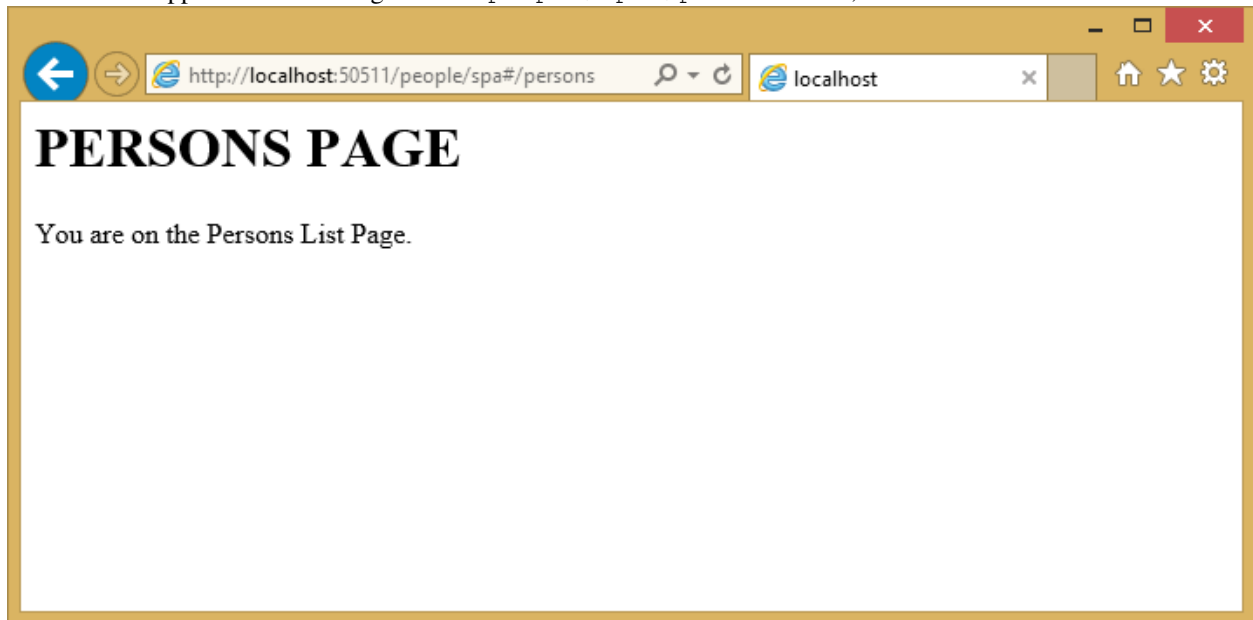 http://localhost:50511/people/spa#/persons
localhost
PERSONS PAGE
You are on the Persons List Page.